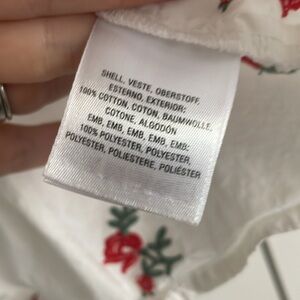 SHELL, VESTE, OBERSTOFF,
ESTERNO, EXTERIOR:
100% COTTON, COTON, BAUMWOLLE,
COTONE, ALGODÓN
EMB, EMB, EMB, EMB, EMB:
100% POLYESTER,
POLYESTER, POLYESTER,
POLYESTER, POLIESTERE, POLIÉSTER